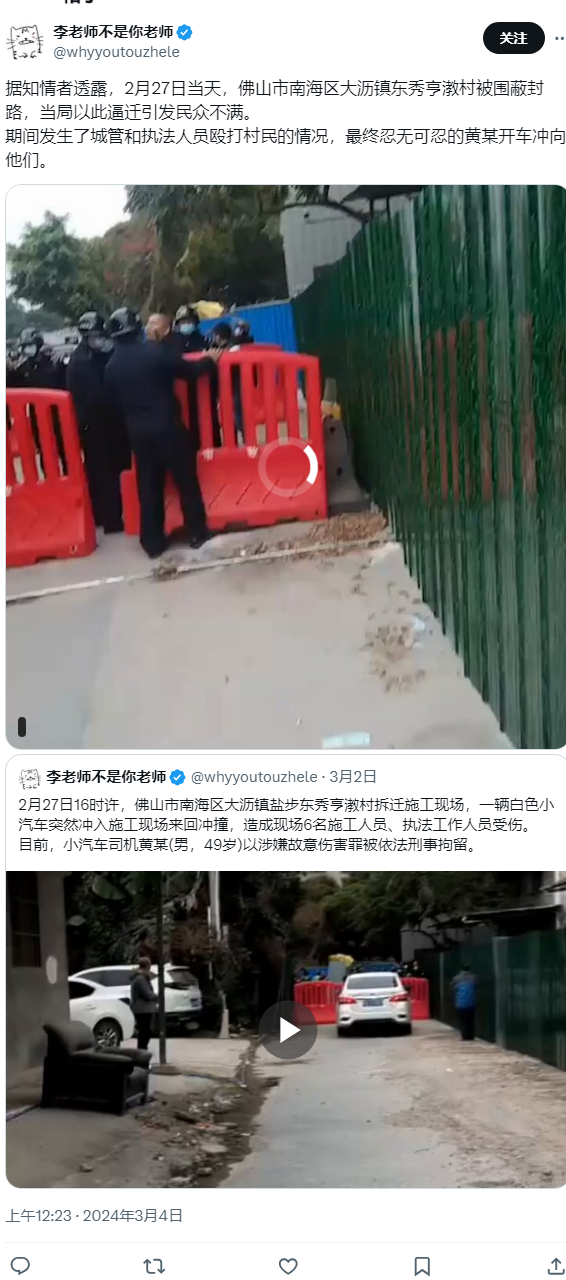 李老师不是你老师
@whyyoutouzhele
关注
据知情者透露，2月27日当天，佛山市南海区大沥镇东秀亨漖村被围蔽封
路，当局以此逼迁引发民众不满。
期间发生了城管和执法人员殴打村民的情况，最终忍无可忍的黄某开车冲向
他们。
李老师不是你老师 @whyyoutouzhele · 3月2日
2月27日16时许，佛山市南海区大沥镇盐步东秀亨漖村拆迁施工现场，一辆白色小
汽车突然冲入施工现场来回冲撞，造成现场6名施工人员、执法工作人员受伤。
目前，小汽车司机黄某(男，49岁)以涉嫌故意伤害罪被依法刑事拘留。
上午12:23 · 2024年3月4日